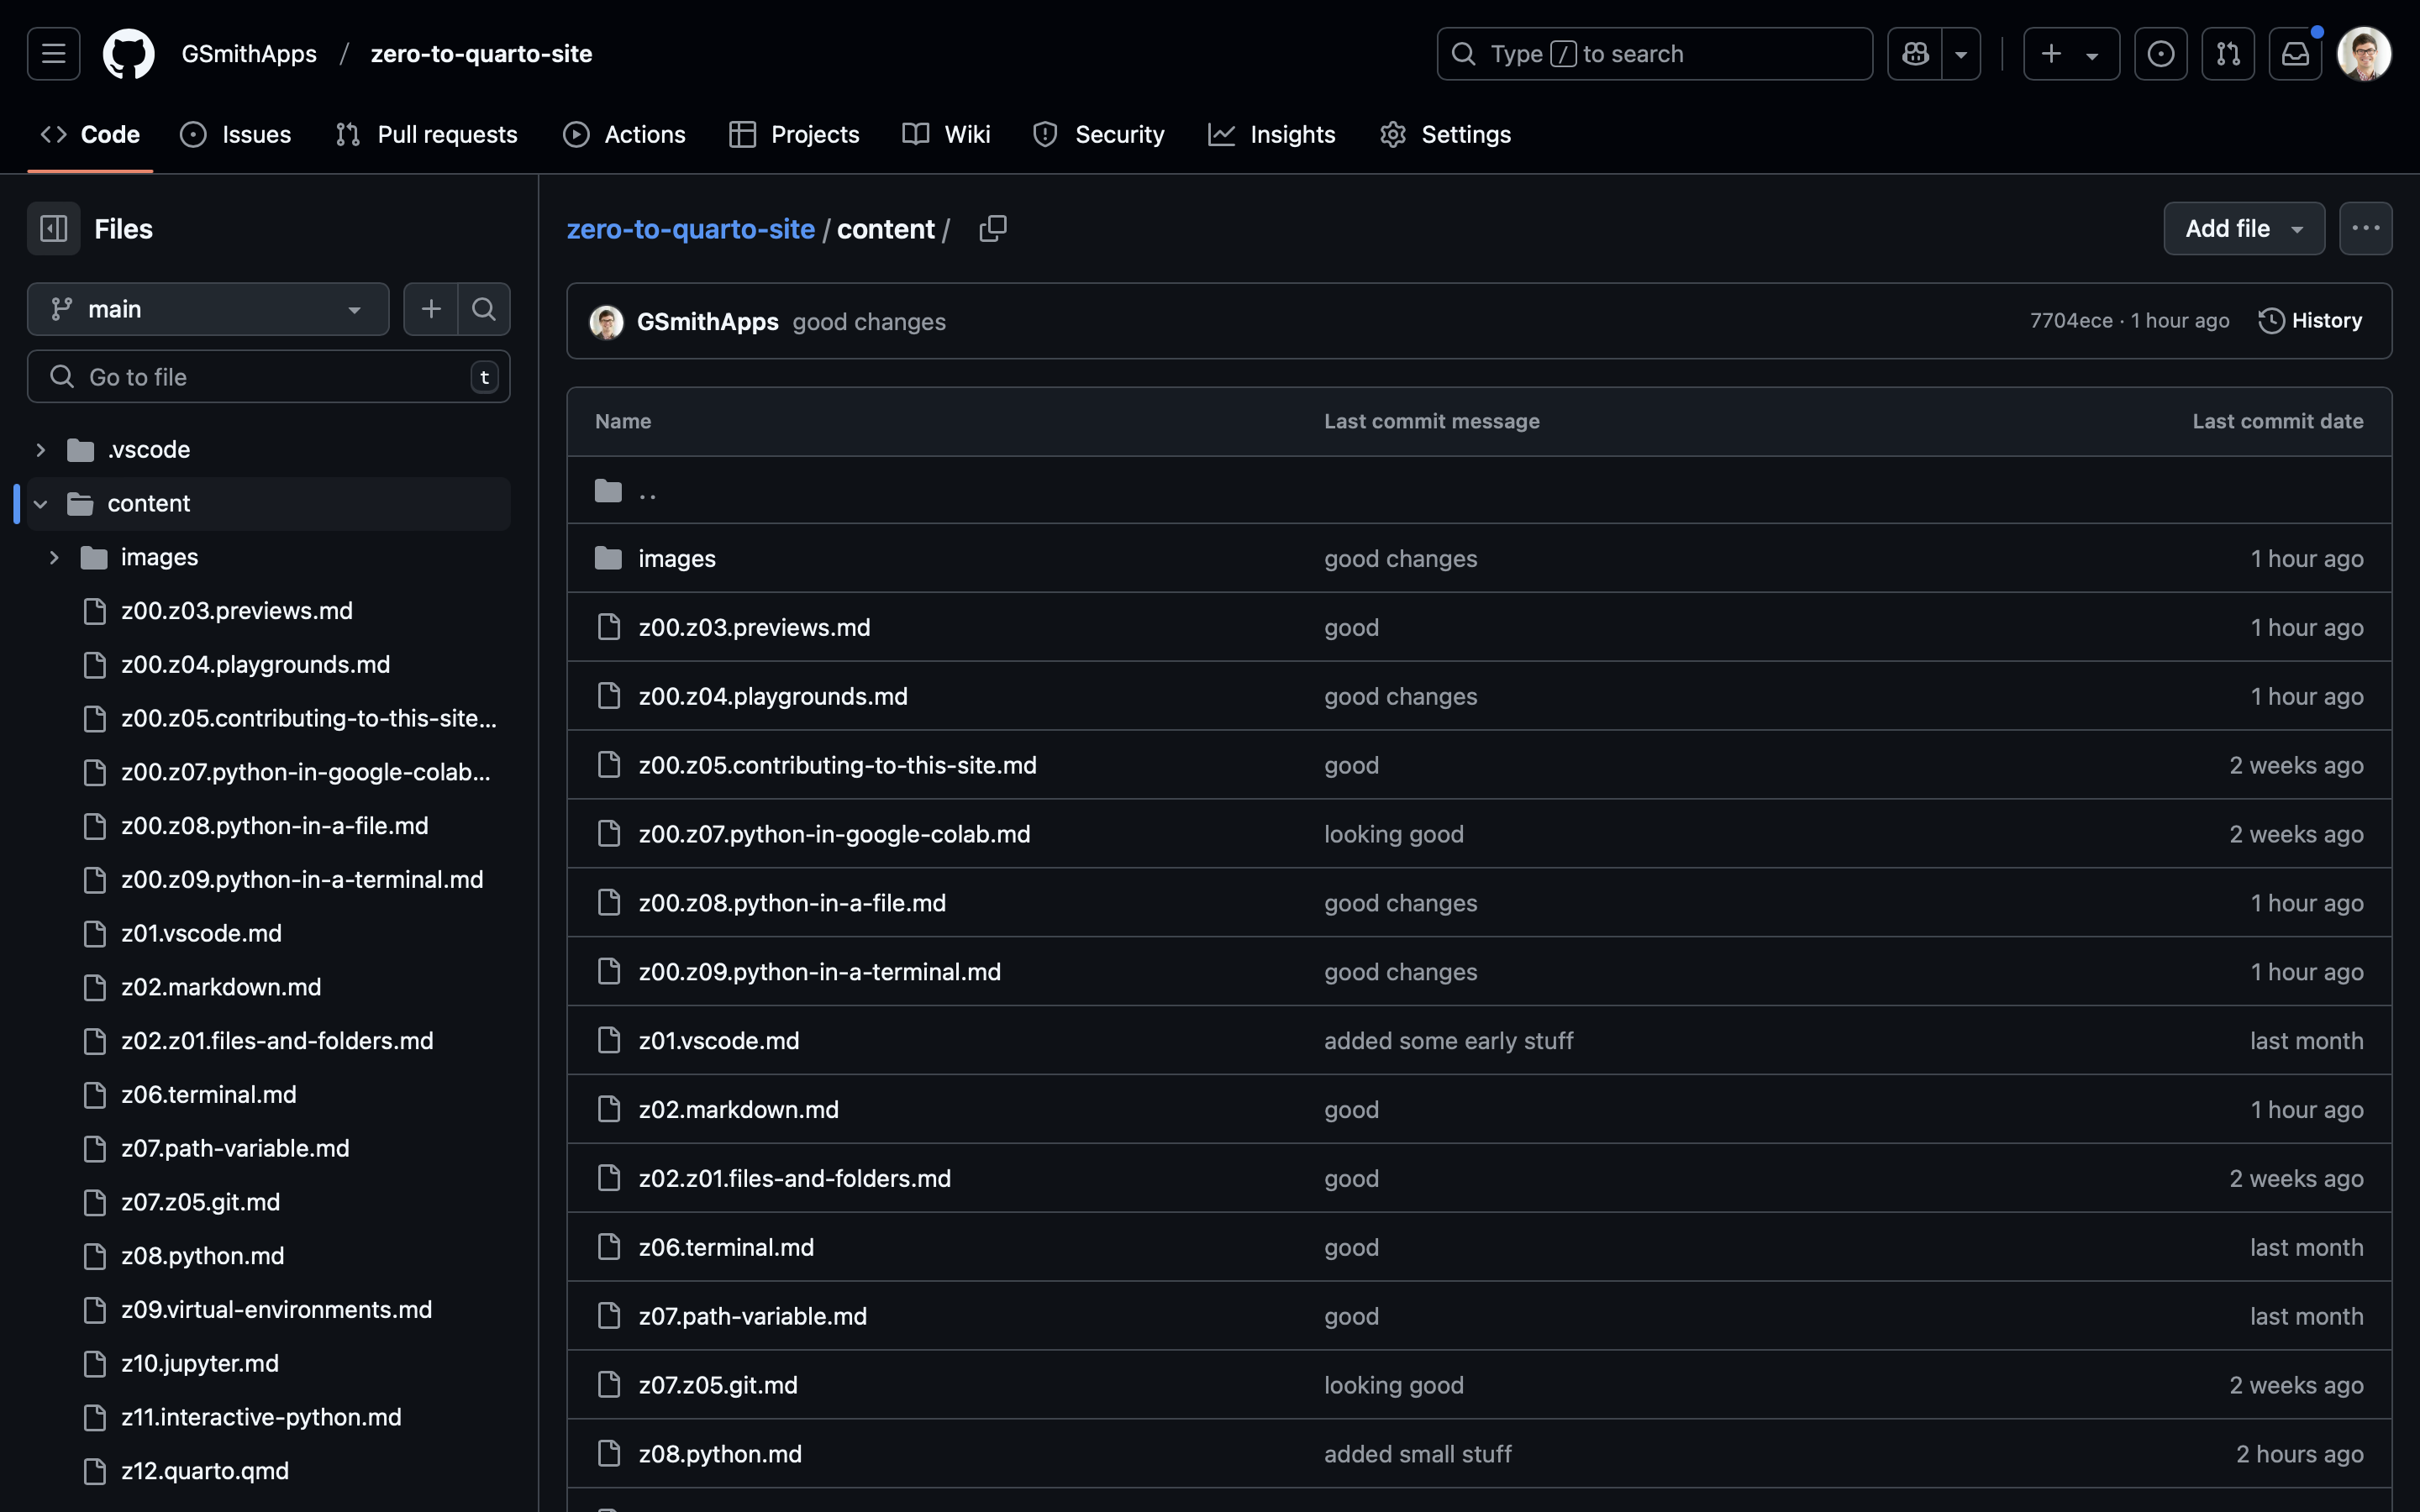 GSmithApps / zero-to-quarto-site
Type / to search
Code
Issues
Pull requests
Actions
Projects
Wiki
Security
Insights
Settings
Files
main
Go to file
t
.vscode
content
images
z00.z03.previews.md
z00.z04.playgrounds.md
z00.z05.contributing-to-this-site...
z00.z07.python-in-google-colab...
z00.z08.python-in-a-file.md
z00.z09.python-in-a-terminal.md
z01.vscode.md
z02.markdown.md
z02.z01.files-and-folders.md
z06.terminal.md
z07.path-variable.md
z07.z05.git.md
z08.python.md
z09.virtual-environments.md
z10.jupyter.md
z11.interactive-python.md
z12.quarto.qmd
zero-to-quarto-site / content /
Add file
GSmithApps good changes
7704ece · 1 hour ago
History
Name Last commit message Last commit date
..
images good changes 1 hour ago
z00.z03.previews.md good 1 hour ago
z00.z04.playgrounds.md good changes 1 hour ago
z00.z05.contributing-to-this-site.md good 2 weeks ago
z00.z07.python-in-google-colab.md looking good 2 weeks ago
z00.z08.python-in-a-file.md good changes 1 hour ago
z00.z09.python-in-a-terminal.md good changes 1 hour ago
z01.vscode.md added some early stuff last month
z02.markdown.md good 1 hour ago
z02.z01.files-and-folders.md good 2 weeks ago
z06.terminal.md good last month
z07.path-variable.md good last month
z07.z05.git.md looking good 2 weeks ago
z08.python.md added small stuff 2 hours ago